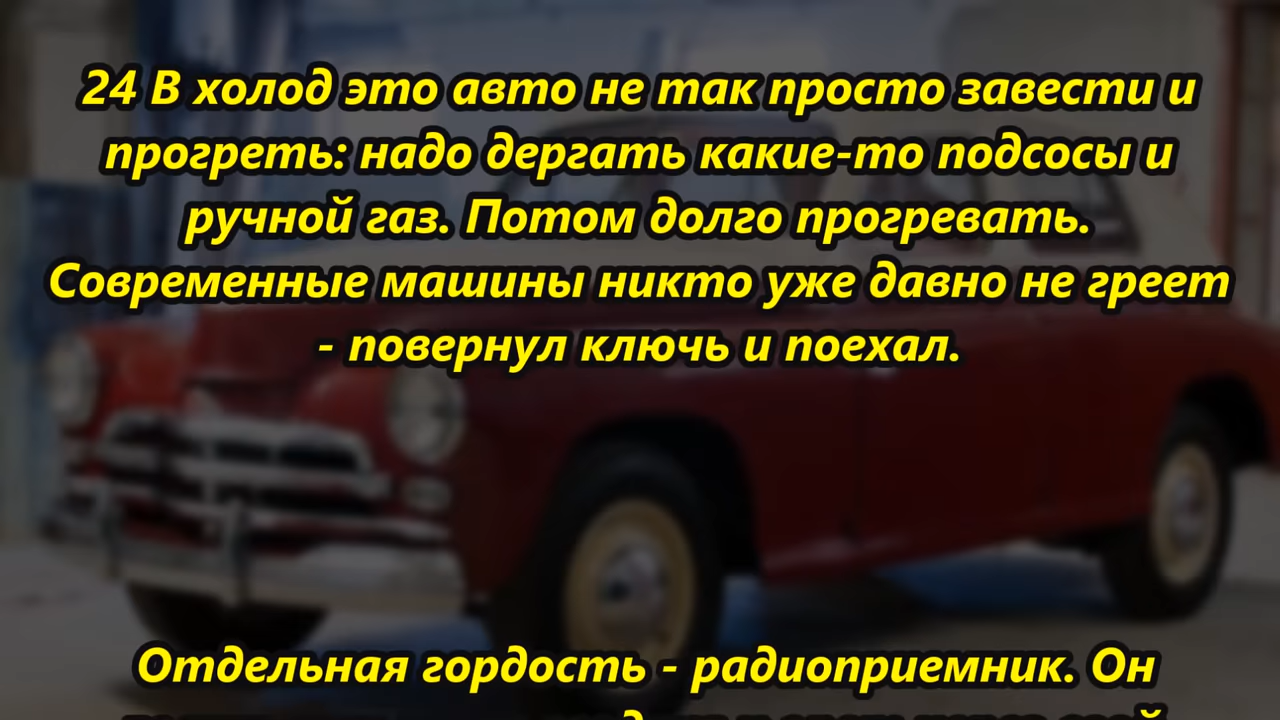 24 В холод это авто не так просто завести и
прогреть: надо дергать какие-то подсосы и
ручной газ. Потом долго прогревать.
Современные машины никто уже давно не греет
- повернул ключь и поехал.
Отдельная гордость - радиоприемник. Он